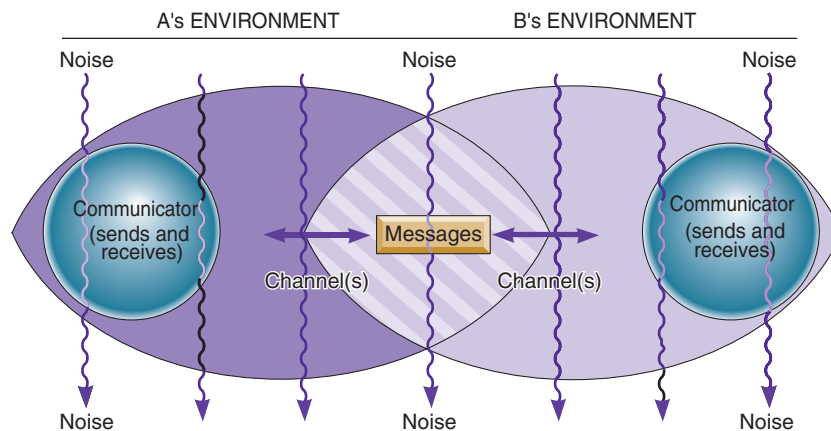 A's ENVIRONMENT B's ENVIRONMENT
Noise Noise Noise
Communicator
(sends and
receives)
Messages
Communicator
(sends and
receives)
Channel(s) Channel(s)
Noise Noise Noise